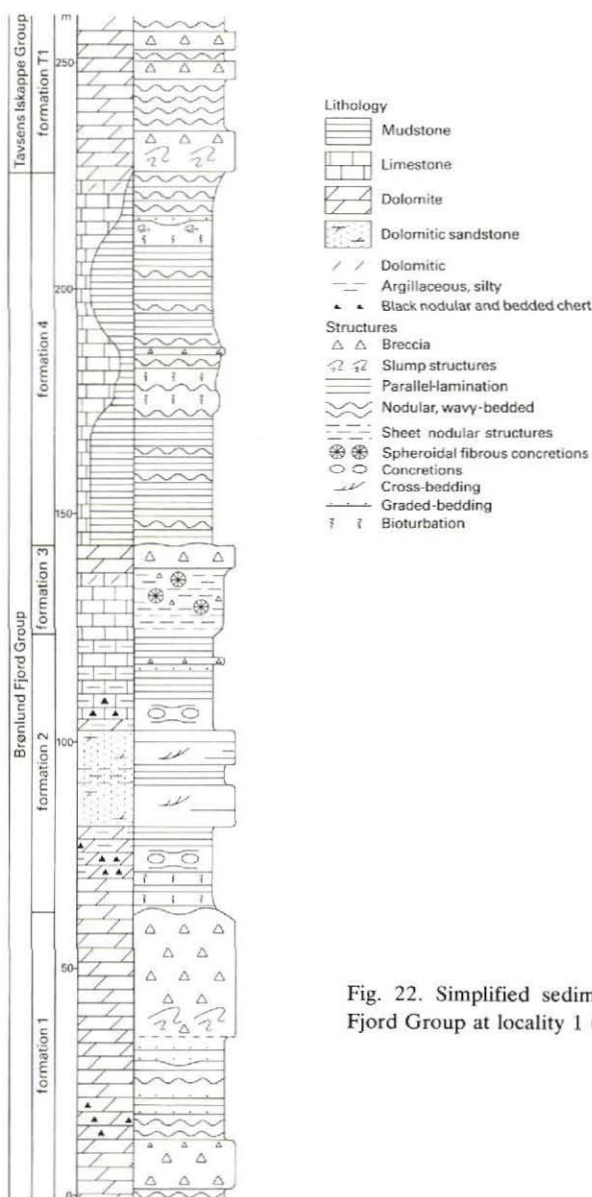 m
Tavsens Iskappe Group
formation T1
250
200
formation 4
150
formation 3
Brønlund Fjord Group
100
formation 2
50
formation 1
0
Lithology
Mudstone
Limestone
Dolomite
Dolomitic sandstone
Dolomitic
Argillaceous, silty
Black nodular and bedded chert
Structures
Breccia
Slump structures
Parallel-lamination
Nodular, wavy-bedded
Sheet nodular structures
Spheroidal fibrous concretions
Concretions
Cross-bedding
Graded-bedding
Bioturbation
Fig. 22. Simplified sedim
Fjord Group at locality 1